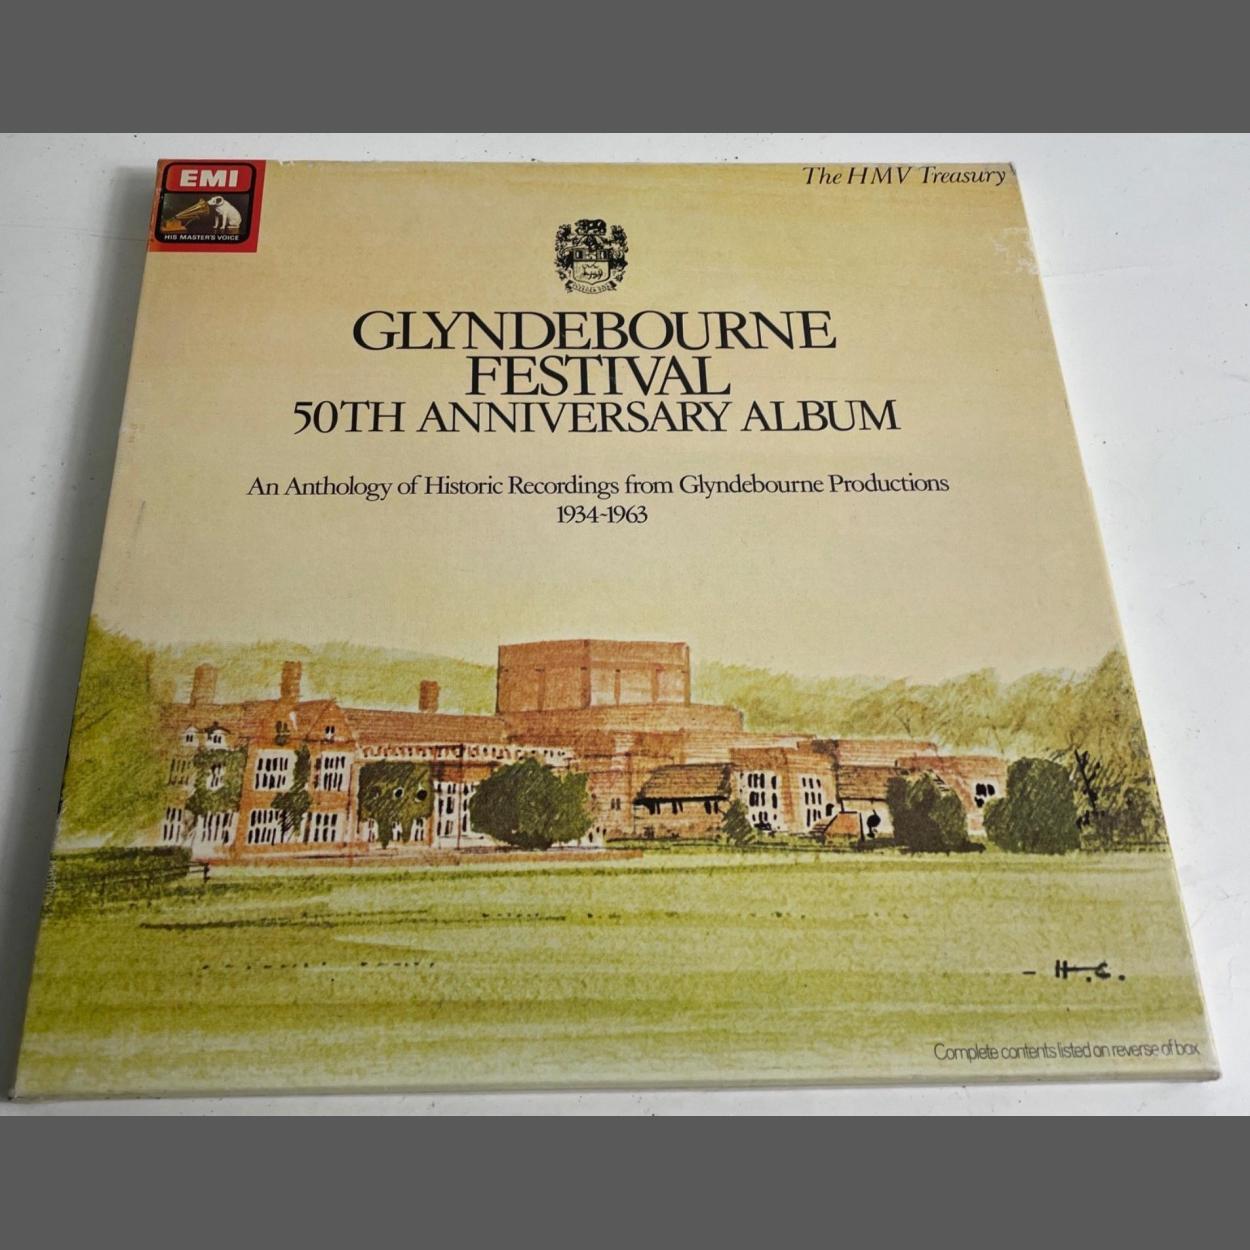 EMI
HIS MASTER'S VOICE
The HMV Treasury
GLYNDEBOURNE
FESTIVAL
50TH ANNIVERSARY ALBUM
An Anthology of Historic Recordings from Glyndebourne Productions
1934-1963
- H.C.
Complete contents listed on reverse of box